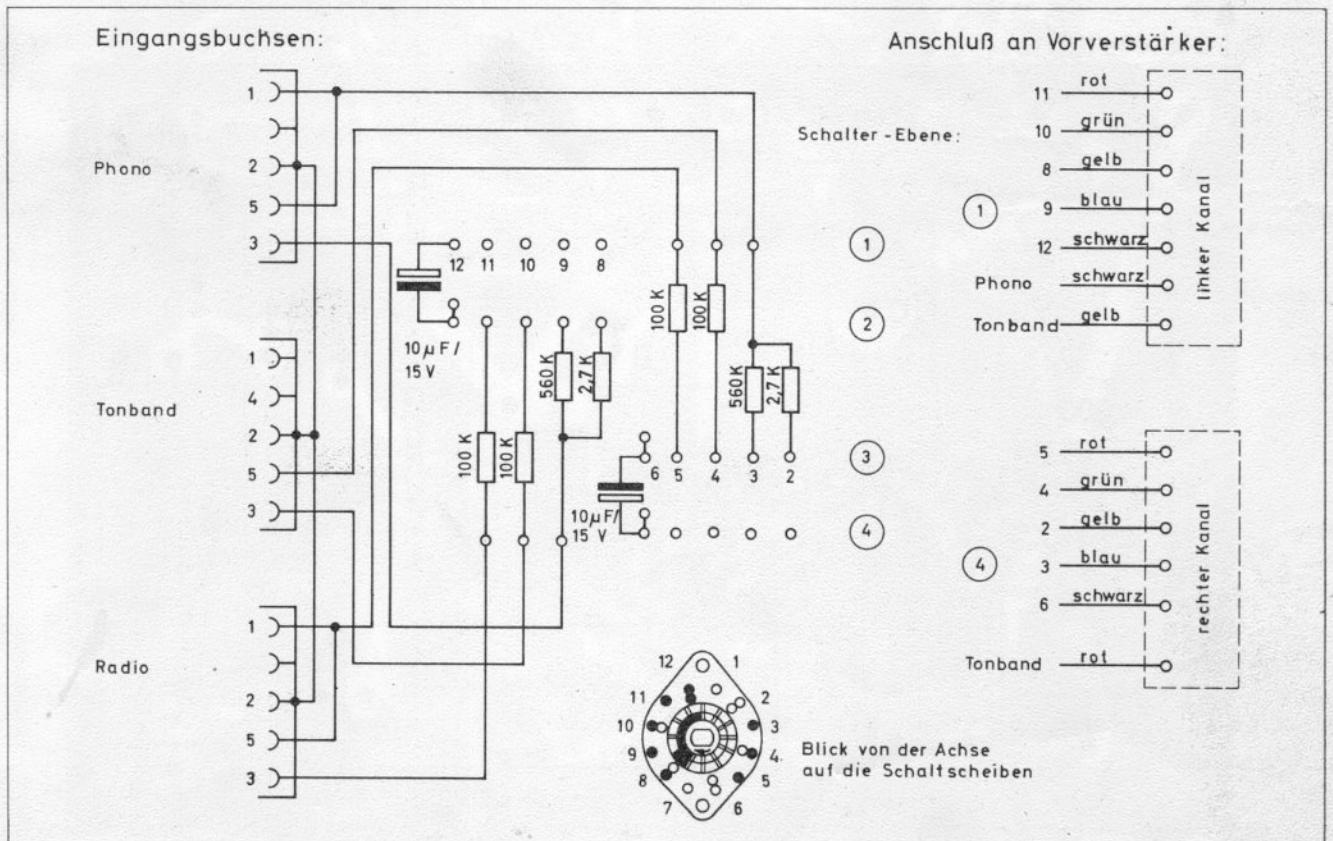 Eingangsbuchsen:
Phono
1
2
5
3
Tonband
1
4
2
5
3
Radio
1
2
5
3
12 11 10 9 8
10 µF/
15 V
100 K
100 K
560 K
2,7 K
100 K
100 K
560 K
2,7 K
6 5 4 3 2
10 µF/
15 V
Schalter-Ebene:
1
2
3
4
Anschluß an Vorverstärker:
11 rot
10 grün
8 gelb
1
9 blau
12 schwarz
Phono schwarz
Tonband gelb
linker Kanal
5 rot
4 grün
2 gelb
4
3 blau
6 schwarz
Tonband rot
rechter Kanal
12 1
11 2
10 3
9 4
8 5
7 6
Blick von der Achse
auf die Schaltscheiben